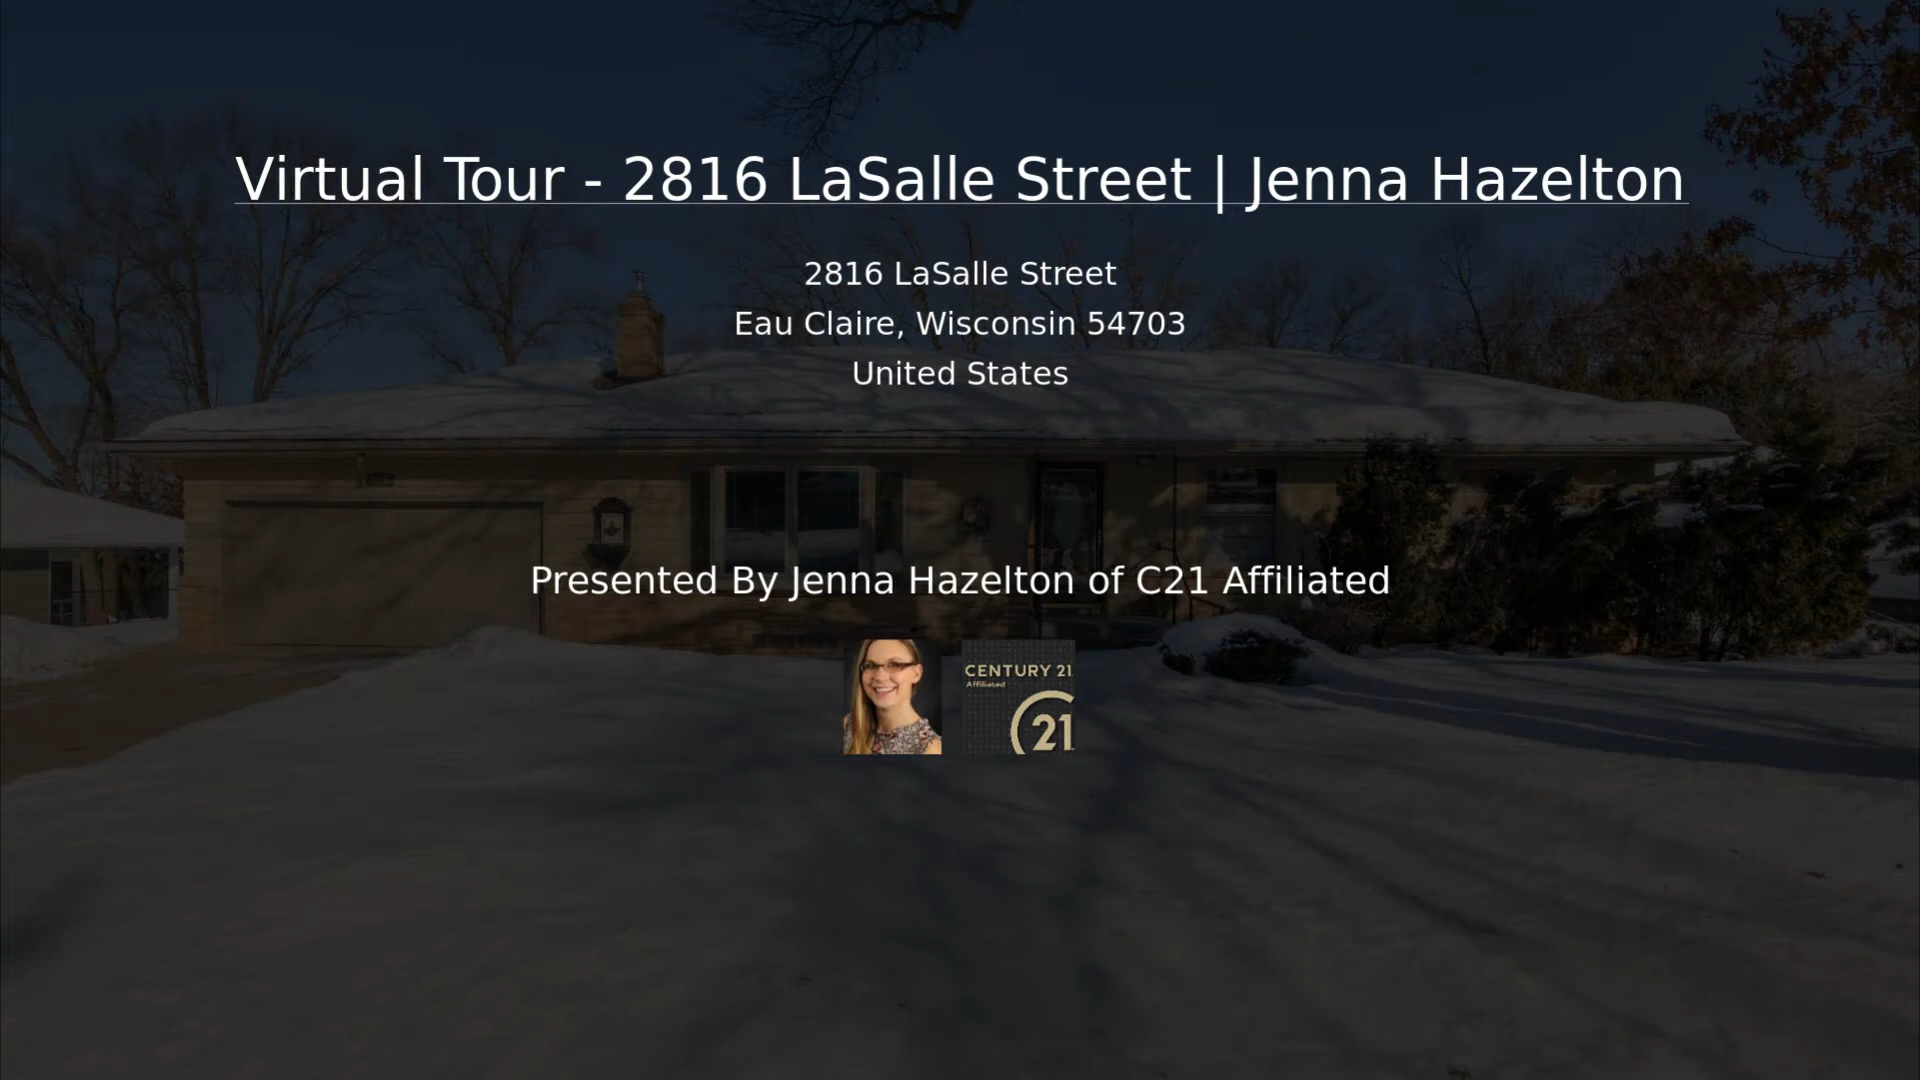 Virtual Tour - 2816 LaSalle Street | Jenna Hazelton
2816 LaSalle Street
Eau Claire, Wisconsin 54703
United States
Presented By Jenna Hazelton of C21 Affiliated
CENTURY 21
Affiliated
21